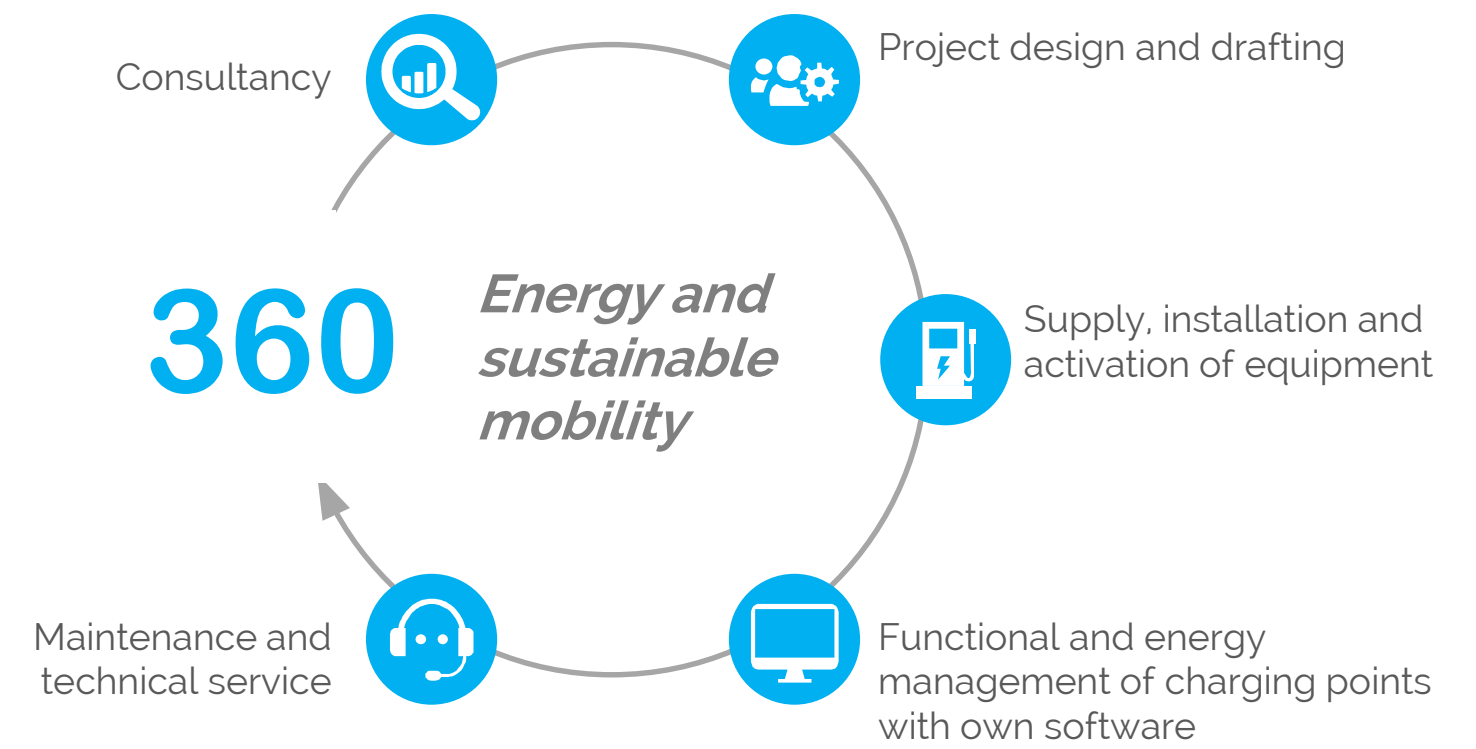 Consultancy
Project design and drafting
360
Energy and
sustainable
mobility
Supply, installation and
activation of equipment
Maintenance and
technical service
Functional and energy
management of charging points
with own software